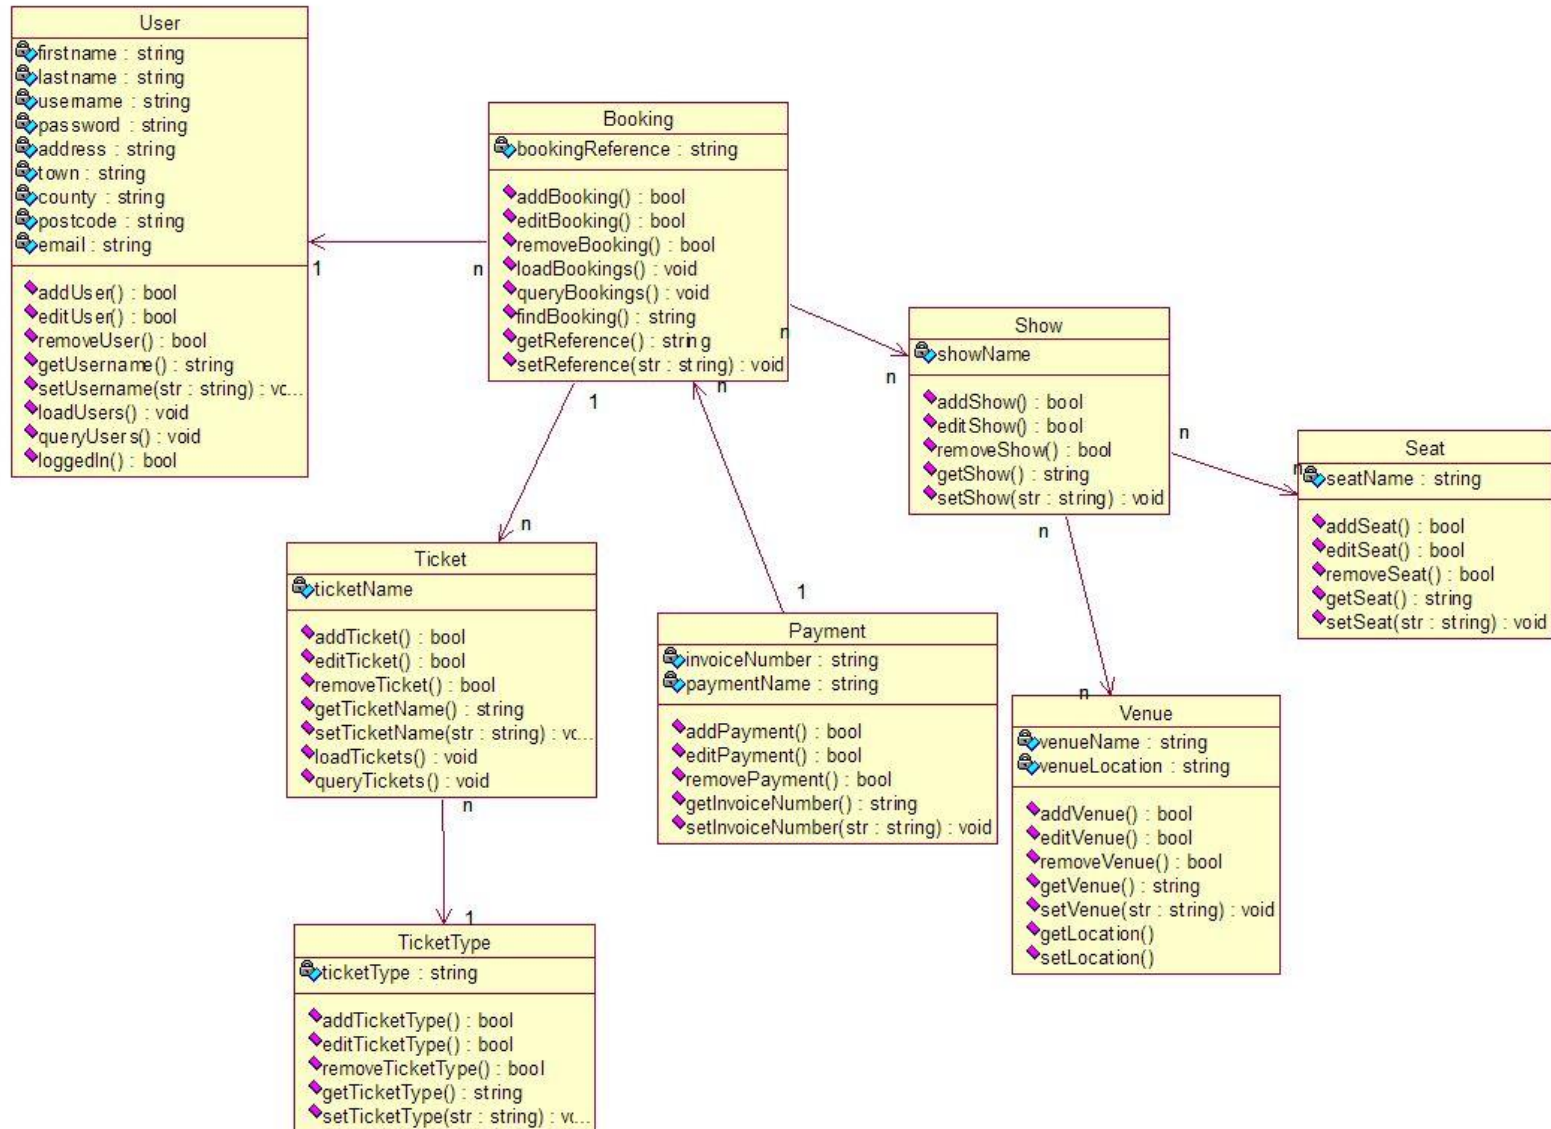 User
firstname : string
lastname : string
username : string
password : string
address : string
town : string
county : string
postcode : string
email : string
addUser() : bool
editUser() : bool
removeUser() : bool
getUsername() : string
setUsername(str : string) : vc...
loadUsers() : void
queryUsers() : void
loggedIn() : bool
1
n
Booking
bookingReference : string
addBooking() : bool
editBooking() : bool
removeBooking() : bool
loadBookings() : void
queryBookings() : void
findBooking() : string
getReference() : string
setReference(str : string) : void
n
n
n
1
Show
showName
addShow() : bool
editShow() : bool
removeShow() : bool
getShow() : string
setShow(str : string) : void
n
n
n
Seat
seatName : string
addSeat() : bool
editSeat() : bool
removeSeat() : bool
getSeat() : string
setSeat(str : string) : void
n
Ticket
ticketName
addTicket() : bool
editTicket() : bool
removeTicket() : bool
getTicketName() : string
setTicketName(str : string) : vc...
loadTickets() : void
queryTickets() : void
n
1
1
Payment
invoiceNumber : string
paymentName : string
addPayment() : bool
editPayment() : bool
removePayment() : bool
getInvoiceNumber() : string
setInvoiceNumber(str : string) : void
n
Venue
venueName : string
venueLocation : string
addVenue() : bool
editVenue() : bool
removeVenue() : bool
getVenue() : string
setVenue(str : string) : void
getLocation()
setLocation()
TicketType
ticketType : string
addTicketType() : bool
editTicketType() : bool
removeTicketType() : bool
getTicketType() : string
setTicketType(str : string) : vc...